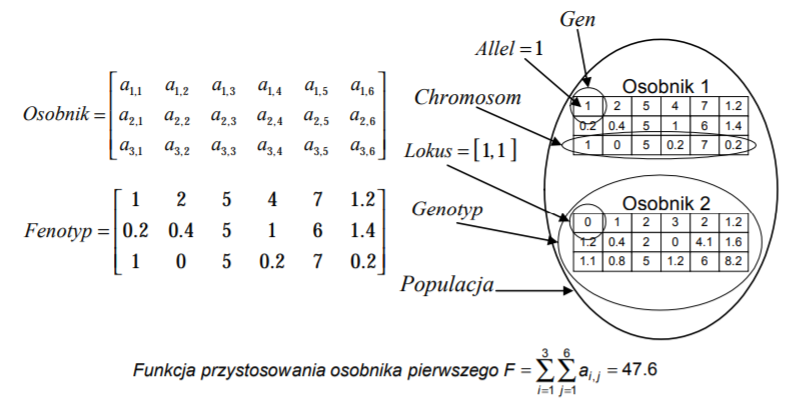 Gen
Allel = 1
Osobnik = [ a1,1 a1,2 a1,3 a1,4 a1,5 a1,6
a2,1 a2,2 a2,3 a2,4 a2,5 a2,6
a3,1 a3,2 a3,3 a3,4 a3,5 a3,6 ]
Fenotyp = [ 1 2 5 4 7 1.2
0.2 0.4 5 1 6 1.4
1 0 5 0.2 7 0.2 ]
Chromosom
Lokus = [1,1]
Genotyp
Populacja
Osobnik 1
1 2 5 4 7 1.2
0.2 0.4 5 1 6 1.4
1 0 5 0.2 7 0.2
Osobnik 2
0 1 2 3 2 1.2
1.2 0.4 2 0 4.1 1.6
1.1 0.8 5 1.2 6 8.2
Funkcja przystosowania osobnika pierwszego F = ∑_{i=1}^{3} ∑_{j=1}^{6} a_{i,j} = 47.6